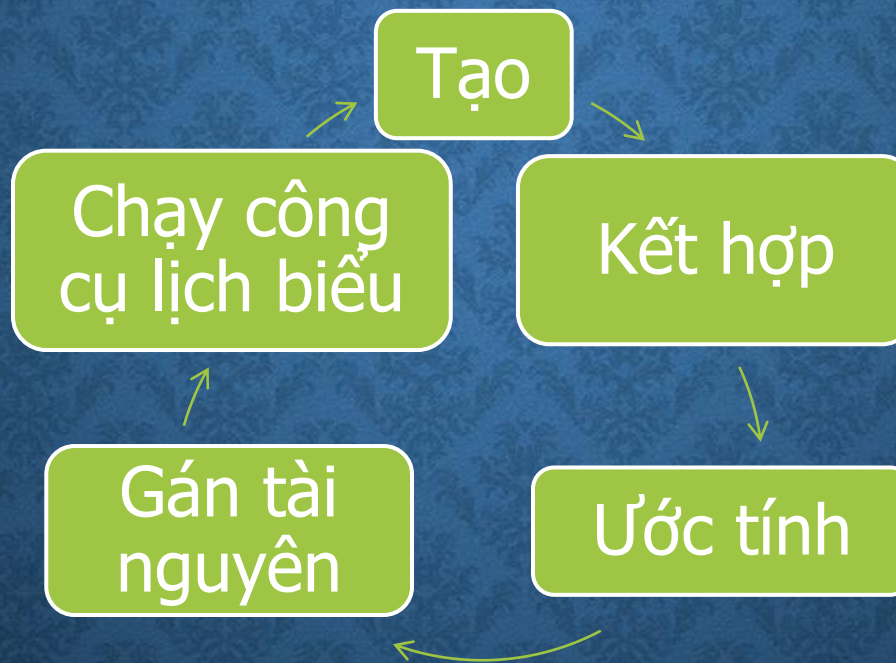 Tạo
Kết hợp
Ước tính
Gán tài
nguyên
Chạy công
cụ lịch biểu